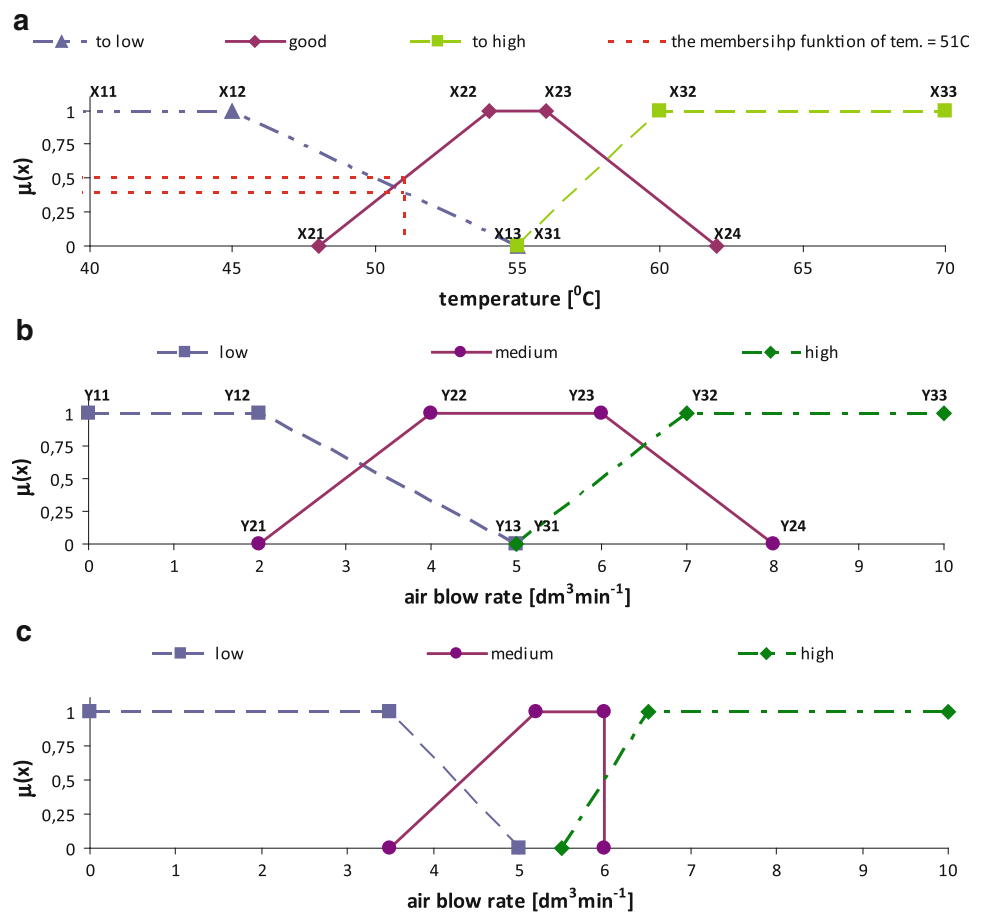 a
to low good to high the membersihp funktion of tem. = 51C
X11 X12 X22 X23 X32 X33
1
0,75
0,5
0,25
0
μ(x)
X21 X13 X31 X24
40 45 50 55 60 65 70
temperature [⁰C]
b
low medium high
Y11 Y12 Y22 Y23 Y32 Y33
1
0,75
0,5
0,25
0
μ(x)
Y21 Y13 Y31 Y24
0 1 2 3 4 5 6 7 8 9 10
air blow rate [dm³min⁻¹]
c
low medium high
1
0,75
0,5
0,25
0
μ(x)
0 1 2 3 4 5 6 7 8 9 10
air blow rate [dm³min⁻¹]